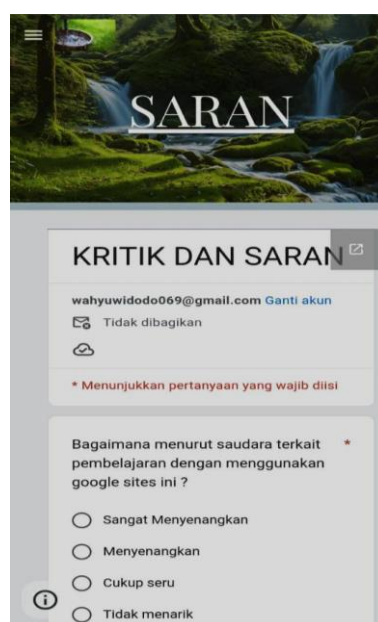 SARAN
KRITIK DAN SARAN
wahyuwidodo069@gmail.com Ganti akun
Tidak dibagikan
* Menunjukkan pertanyaan yang wajib diisi
Bagaimana menurut saudara terkait *
pembelajaran dengan menggunakan
google sites ini ?
Sangat Menyenangkan
Menyenangkan
Cukup seru
Tidak menarik